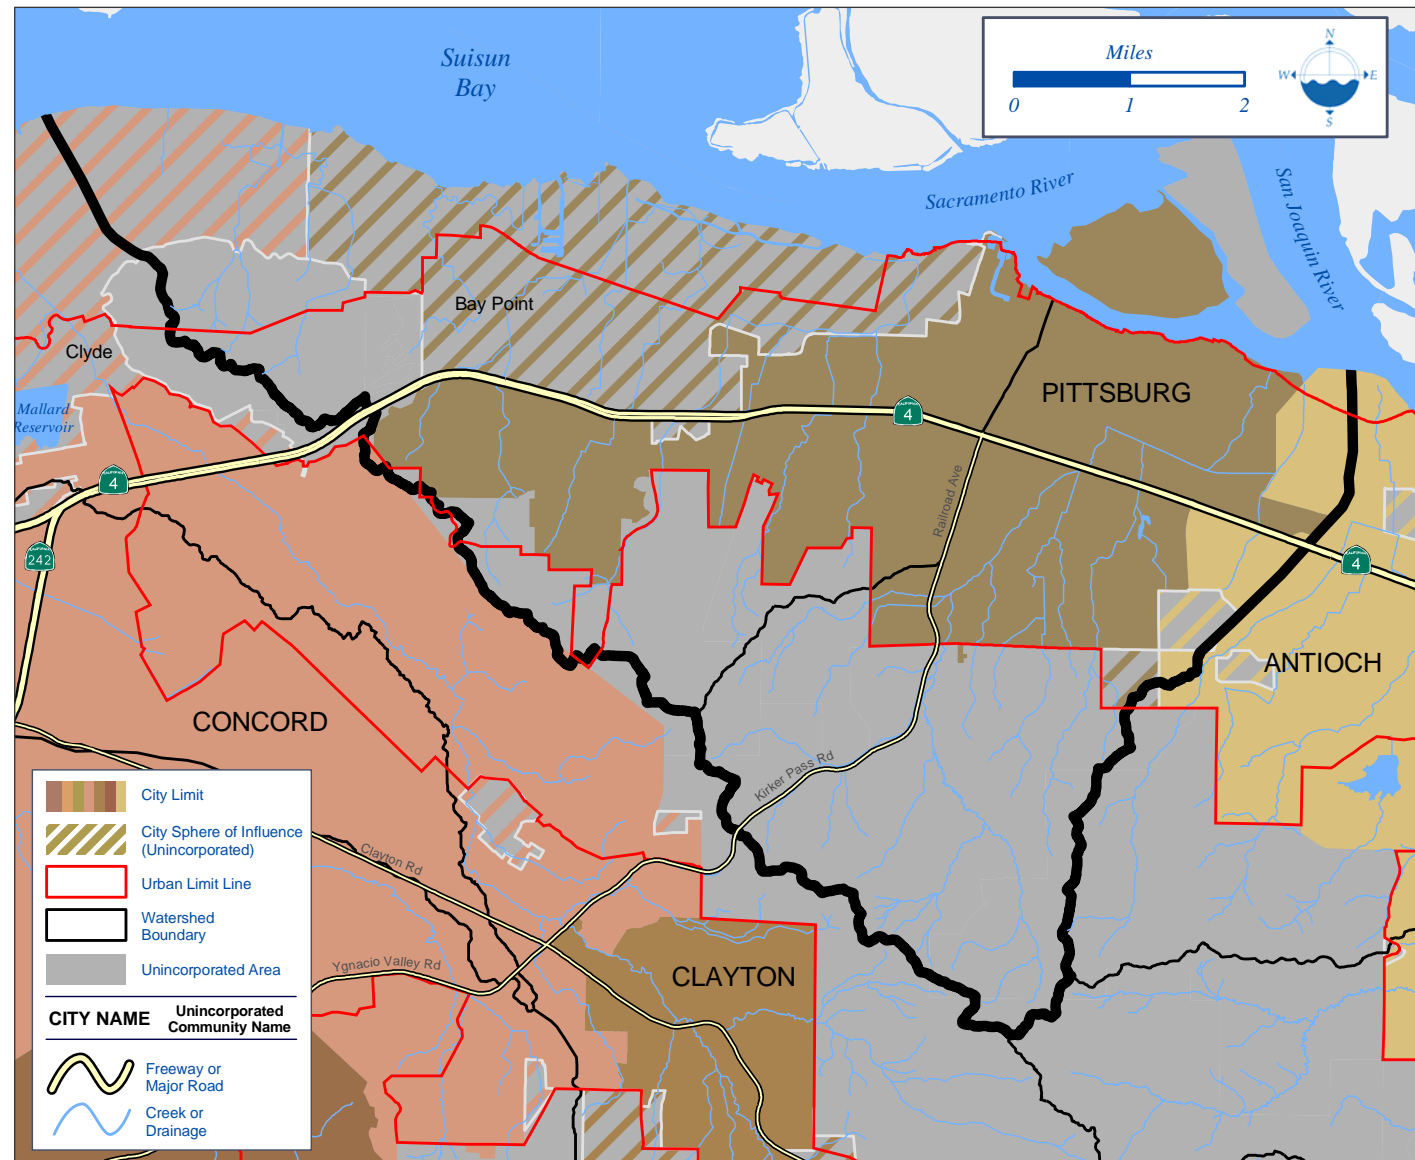 Suisun
Bay
Miles
0 1 2
N
W E
S
Sacramento River
San Joaquin River
Bay Point
Clyde
Mallard
Reservoir
PITTSBURG
4
4
242
4
4
Railroad Ave
ANTIOCH
CONCORD
Kirker Pass Rd
Clayton Rd
Ygnacio Valley Rd
CLAYTON
City Limit
City Sphere of Influence
(Unincorporated)
Urban Limit Line
Watershed
Boundary
Unincorporated Area
CITY NAME
Unincorporated
Community Name
Freeway or
Major Road
Creek or
Drainage